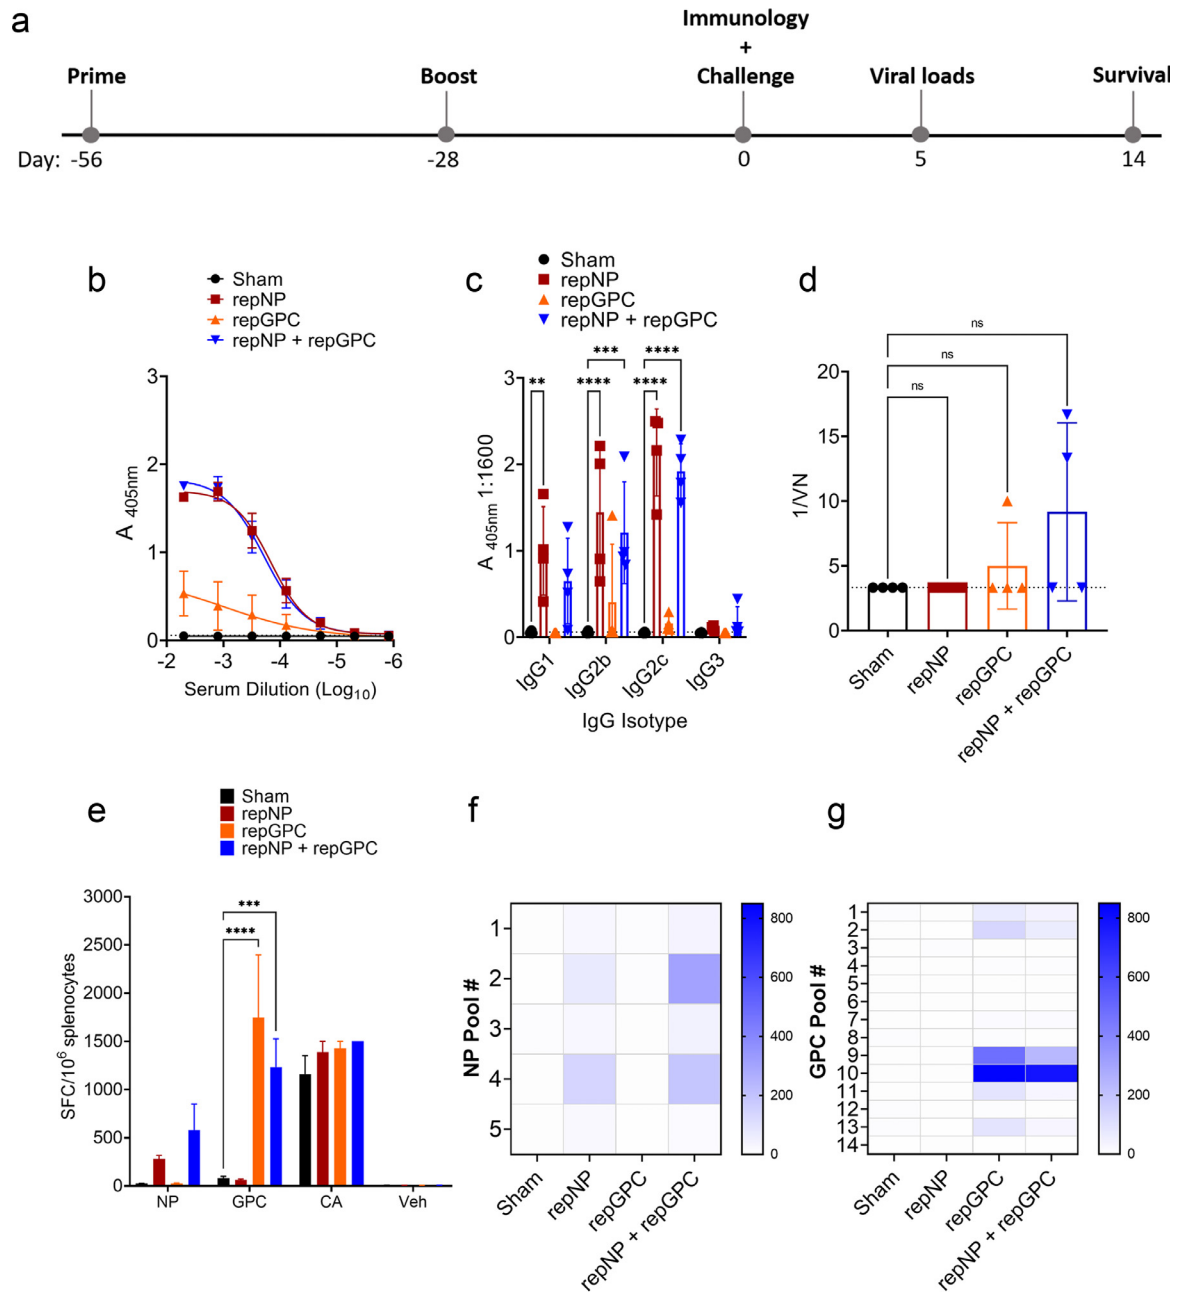 a
Immunology
+
Prime Boost Challenge Viral loads Survival
Day: -56 -28 0 5 14
b
Sham
repNP
repGPC
repNP + repGPC
3
2
1
0
A 405nm
-2 -3 -4 -5 -6
Serum Dilution (Log10)
c
Sham
repNP
repGPC
repNP + repGPC
** **** *** **** ****
3
2
1
0
A 405nm 1:1600
IgG1 IgG2b IgG2c IgG3
IgG Isotype
d
ns
ns
ns
20
15
10
5
0
1/VN
Sham repNP repGPC repNP + repGPC
e
Sham
repNP
repGPC
repNP + repGPC
***
****
3000
2500
2000
1500
1000
500
0
SFC/10^6 splenocytes
NP GPC CA Veh
f
1
2
3
4
5
NP Pool #
Sham repNP repGPC repNP + repGPC
800
600
400
200
0
g
1
2
3
4
5
6
7
8
9
10
11
12
13
14
GPC Pool #
Sham repNP repGPC repNP + repGPC
800
600
400
200
0